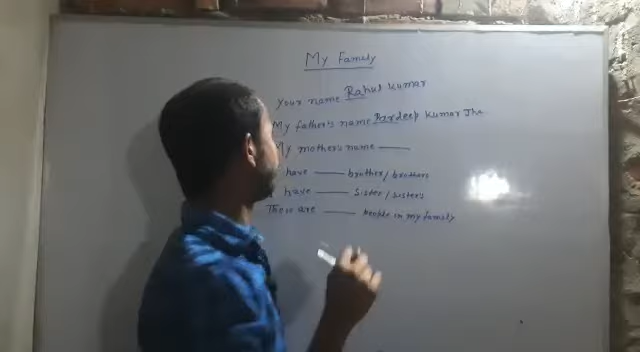 My Family
Your name Rahul Kumar
My father's name Pardeep Kumar Jha
My mother's name ——
have —— brother/brothers
have —— Sister/sisters
There are —— people in my family